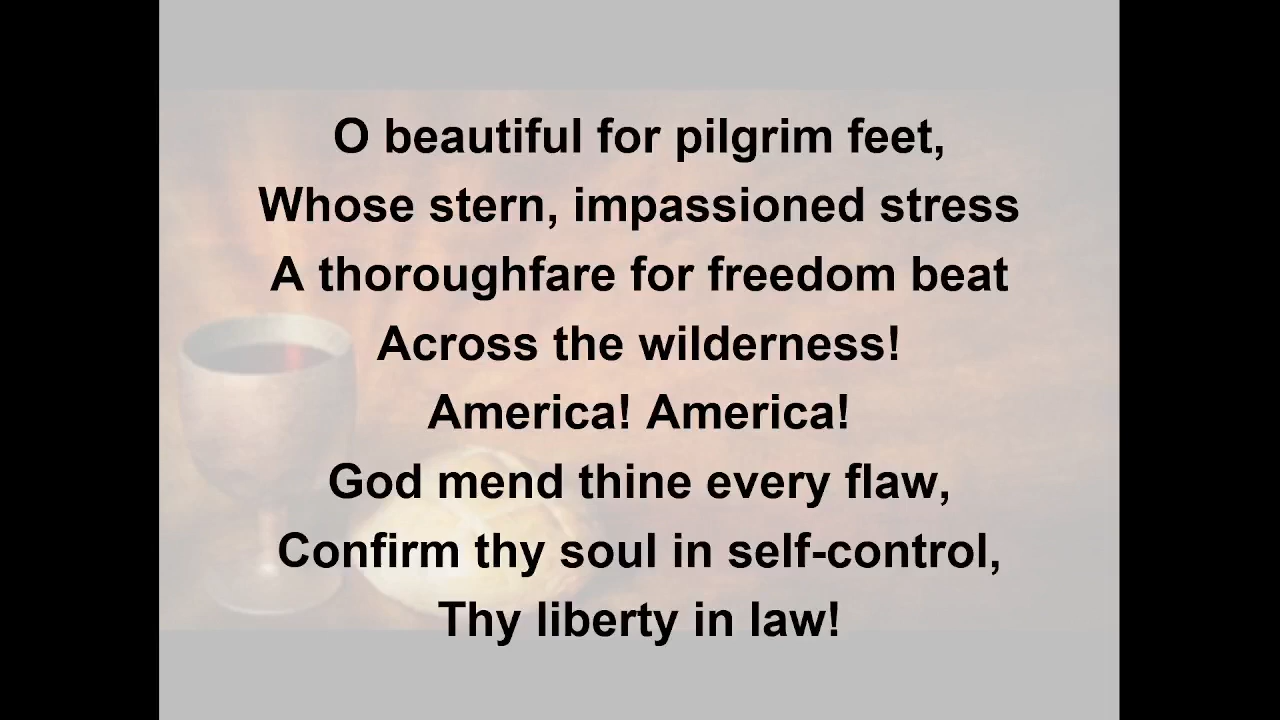 O beautiful for pilgrim feet,
Whose stern, impassioned stress
A thoroughfare for freedom beat
Across the wilderness!
America! America!
God mend thine every flaw,
Confirm thy soul in self-control,
Thy liberty in law!